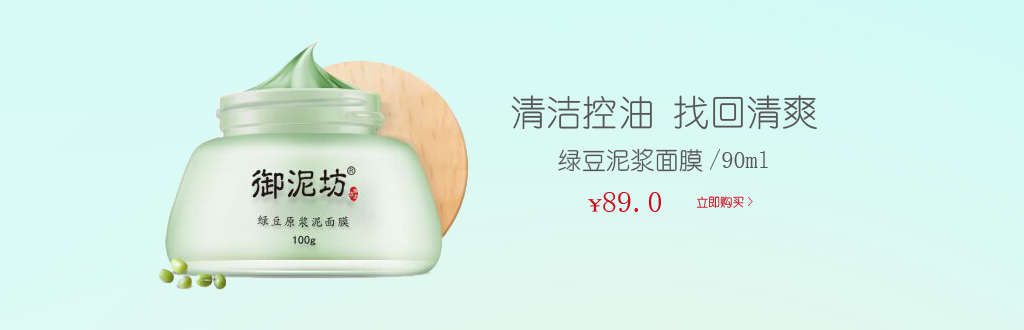 清洁控油 找回清爽
绿豆泥浆面膜 /90ml
¥89.0 立即购买 >
御泥坊®
绿豆原浆泥面膜
100g